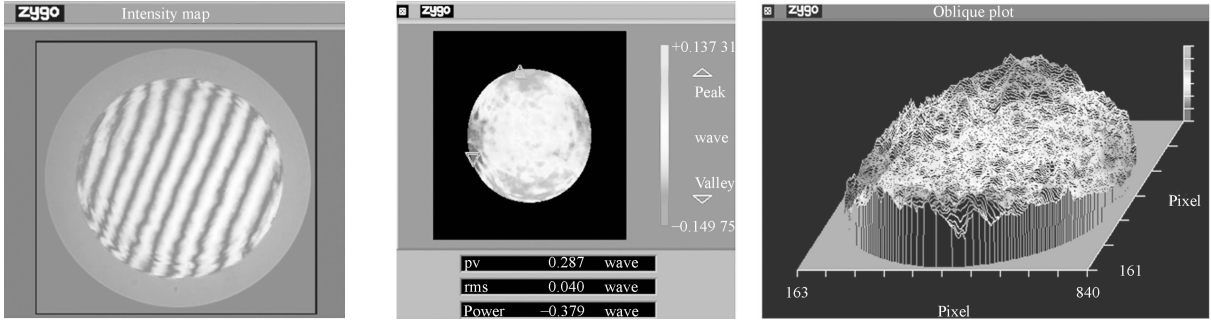 zygo Intensity map
zygo
+0.137 31
Peak
wave
Valley
−0.149 75
pv 0.287 wave
rms 0.040 wave
Power −0.379 wave
zygo Oblique plot
Pixel
161
163
840
Pixel